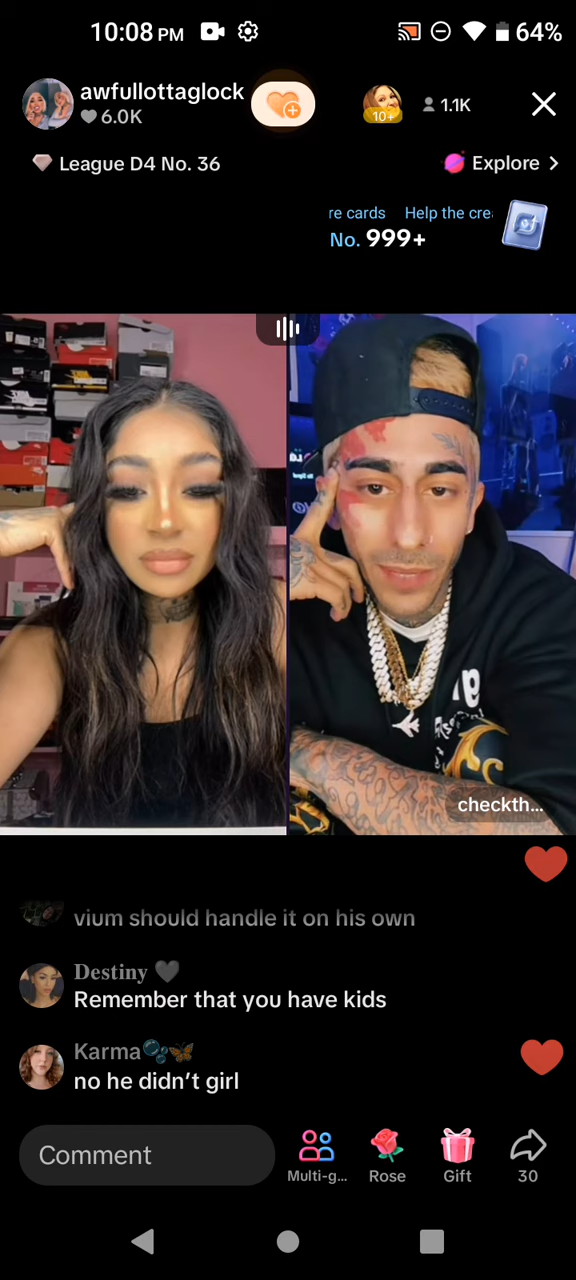 10:08 PM
64%
awfullottaglock
6.0K
10+
1.1K
League D4 No. 36
Explore >
re cards Help the crea
No. 999+
checkth...
vium should handle it on his own
Destiny 🖤
Remember that you have kids
Karma🫧🦋
no he didn't girl
Comment
Multi-g...
Rose
Gift
30